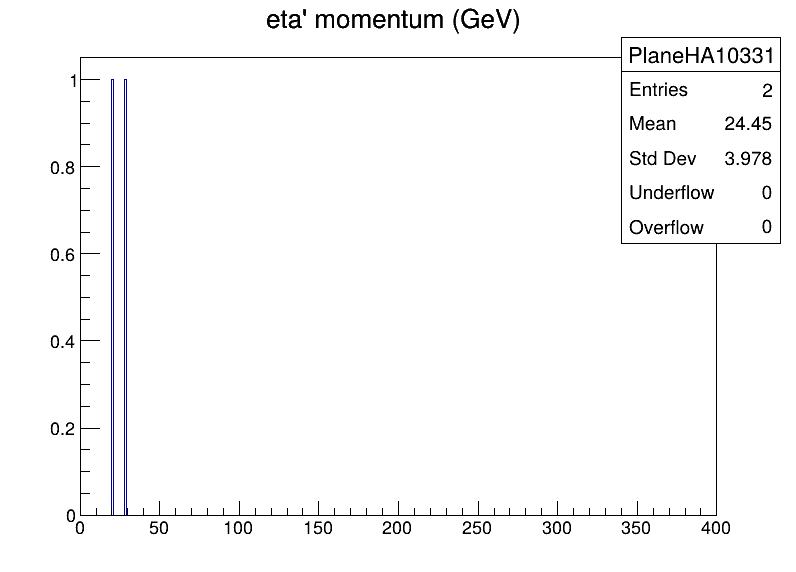 eta' momentum (GeV)
PlaneHA10331
Entries 2
Mean 24.45
Std Dev 3.978
Underflow 0
Overflow 0
1
0.8
0.6
0.4
0.2
0
0 50 100 150 200 250 300 350 400